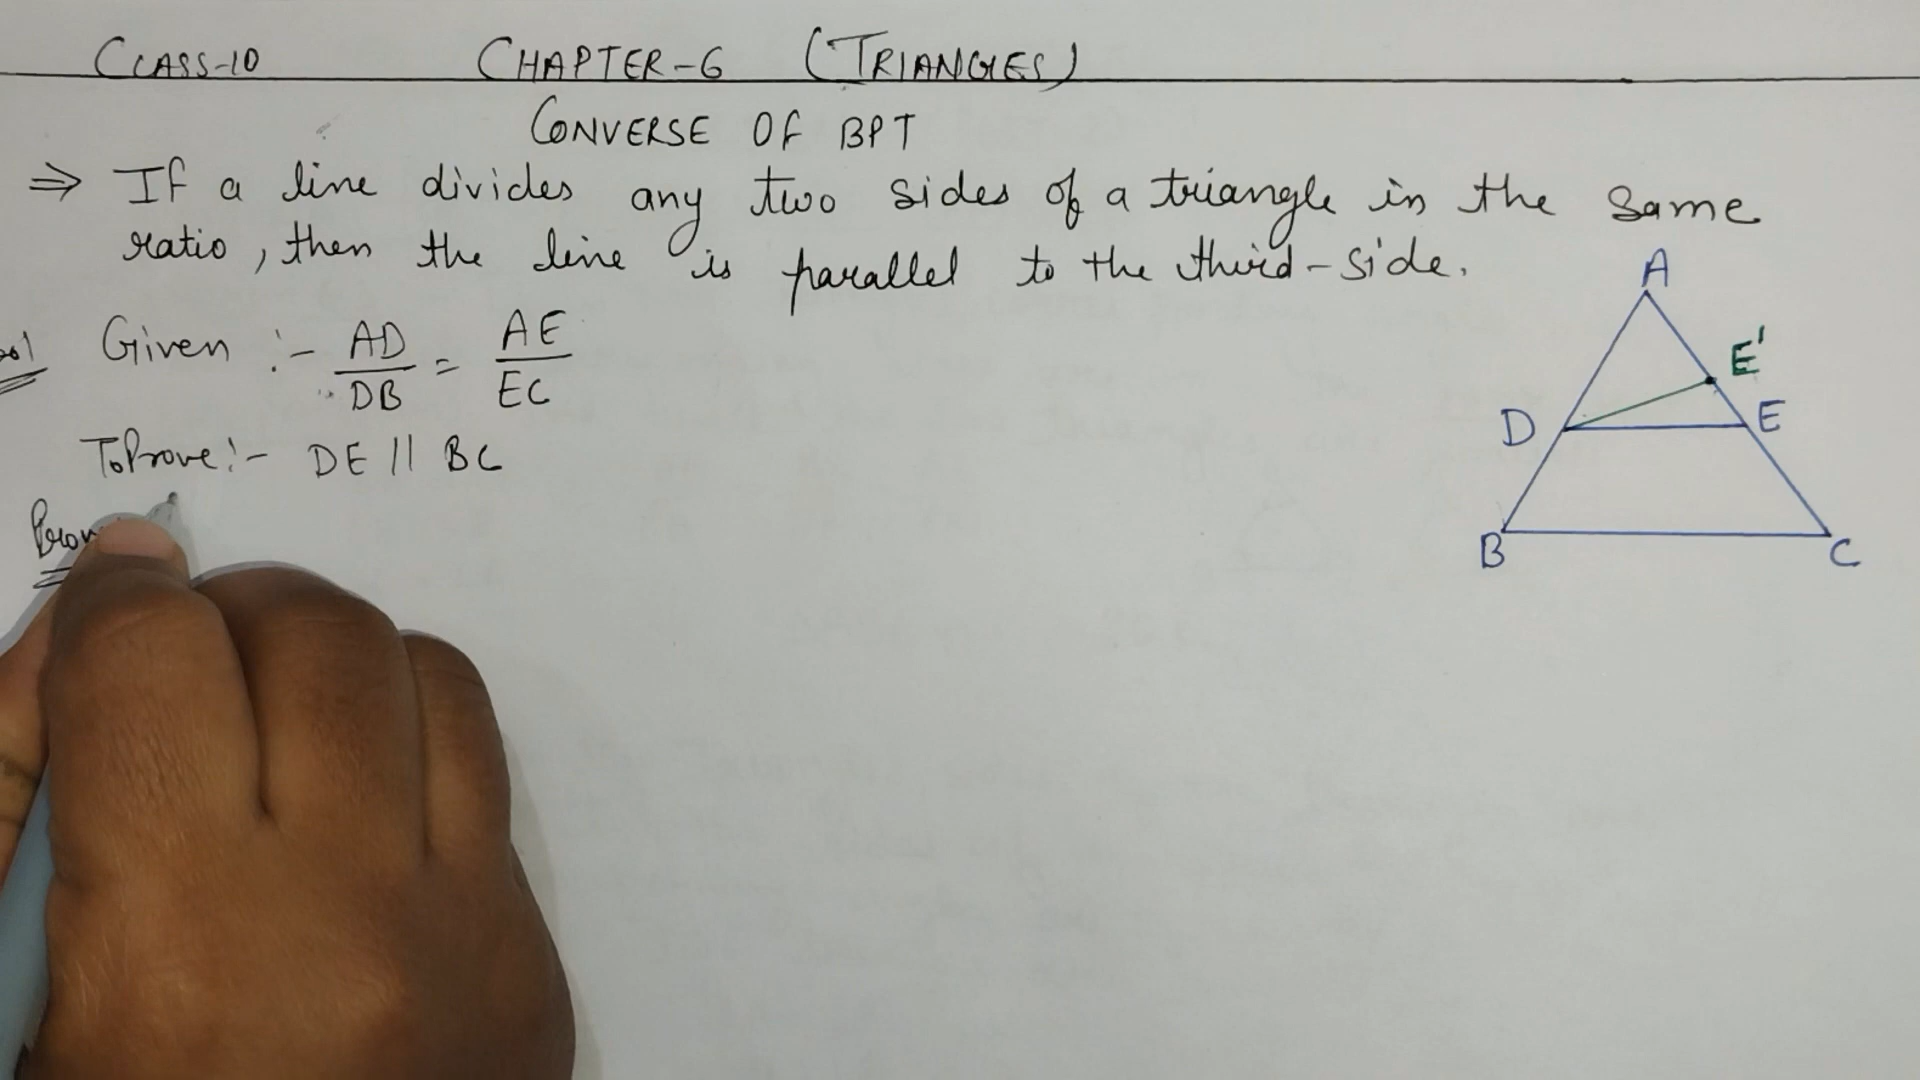 CLASS-10 CHAPTER-6 (TRIANGLES)
CONVERSE OF BPT
⇒ If a line divides any two sides of a triangle in the same
ratio, then the line is parallel to the third-side.
Given :- AD/DB = AE/EC
To Prove:- DE || BC
A
E'
D E
B C